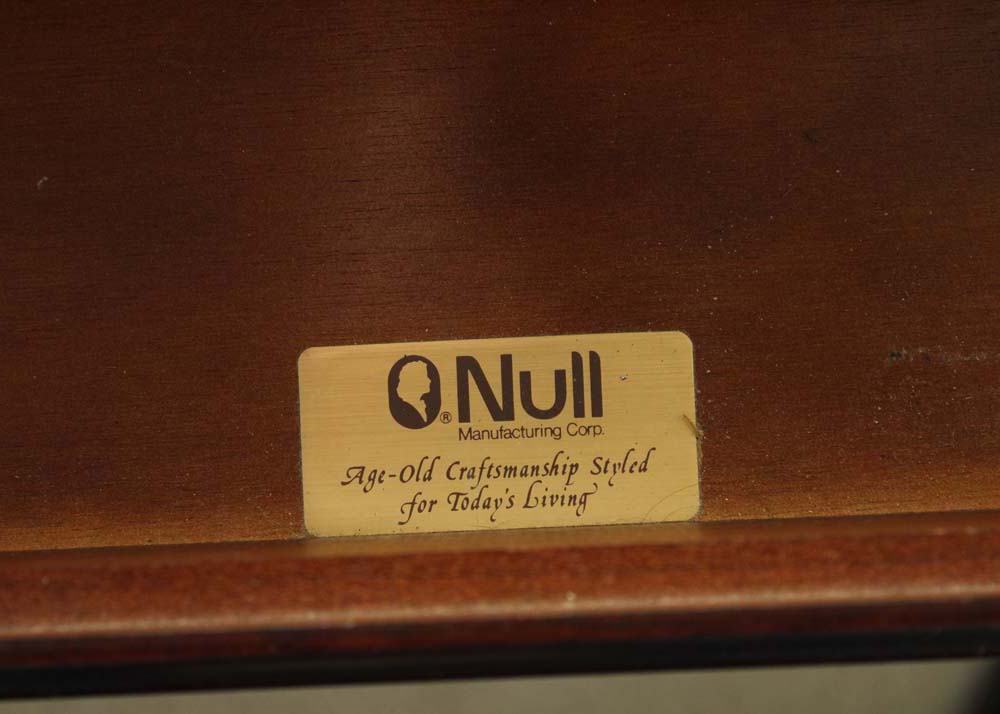 ® Null
Manufacturing Corp.
Age-Old Craftsmanship Styled
for Today's Living